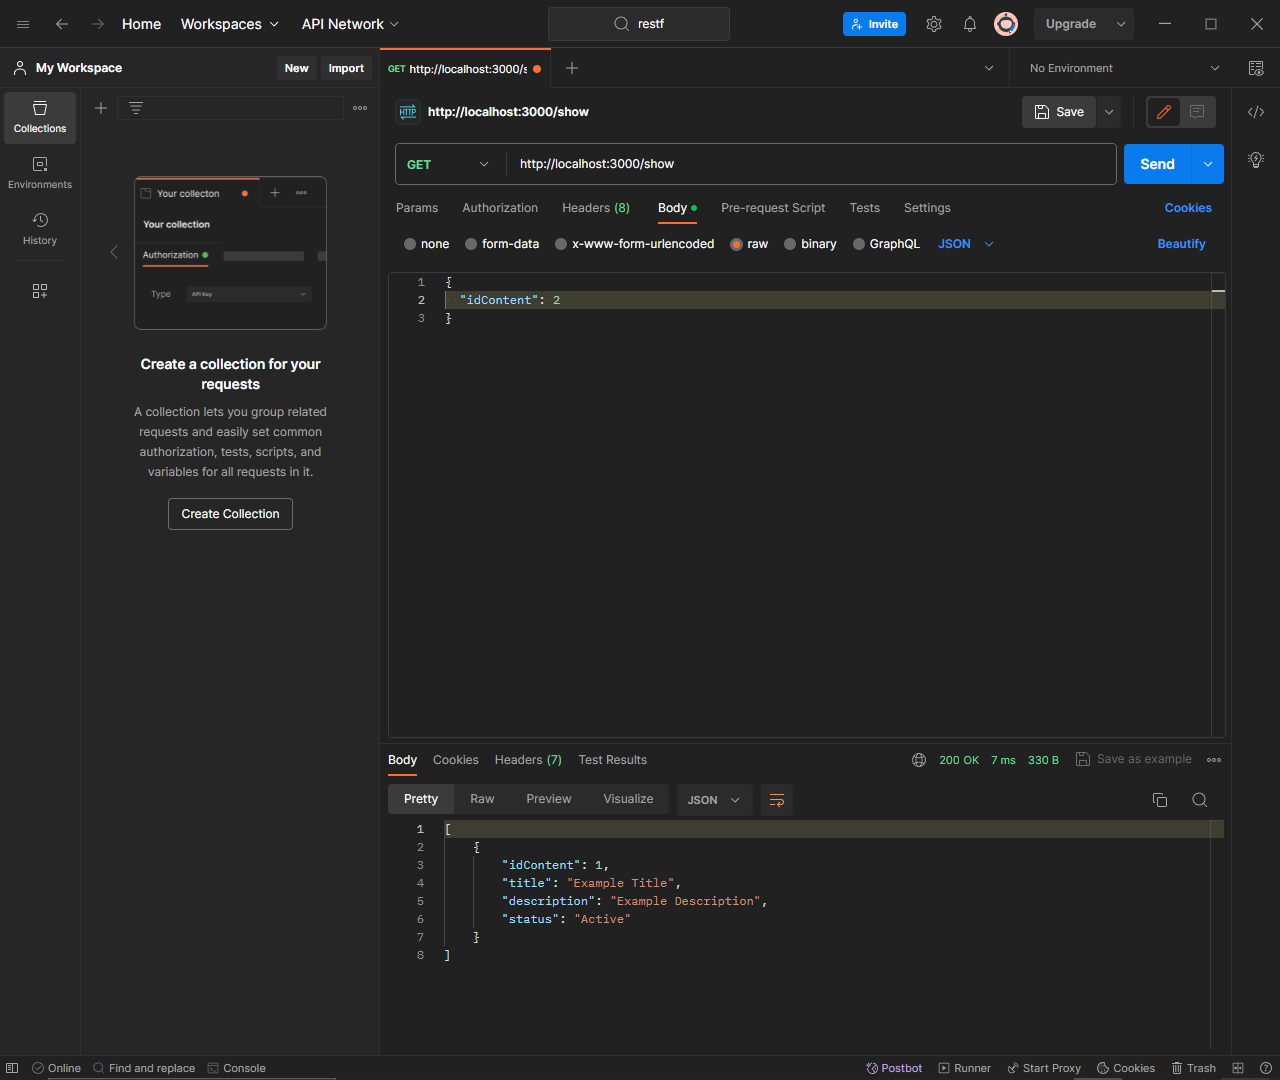 Home
Workspaces
API Network
restf
Invite
Upgrade
My Workspace
New
Import
GET http://localhost:3000/s
No Environment
Collections
Environments
History
Your collecton
Your collection
Authorization
Type
API Key
Create a collection for your
requests
A collection lets you group related
requests and easily set common
authorization, tests, scripts, and
variables for all requests in it.
Create Collection
HTTP http://localhost:3000/show
Save
GET
http://localhost:3000/show
Send
Params Authorization Headers (8) Body Pre-request Script Tests Settings Cookies
none form-data x-www-form-urlencoded raw binary GraphQL JSON Beautify
1 {
2 "idContent": 2
3 }
Body Cookies Headers (7) Test Results 200 OK 7 ms 330 B Save as example
Pretty Raw Preview Visualize JSON
1 [
2 {
3 "idContent": 1,
4 "title": "Example Title",
5 "description": "Example Description",
6 "status": "Active"
7 }
8 ]
Online Find and replace Console Postbot Runner Start Proxy Cookies Trash